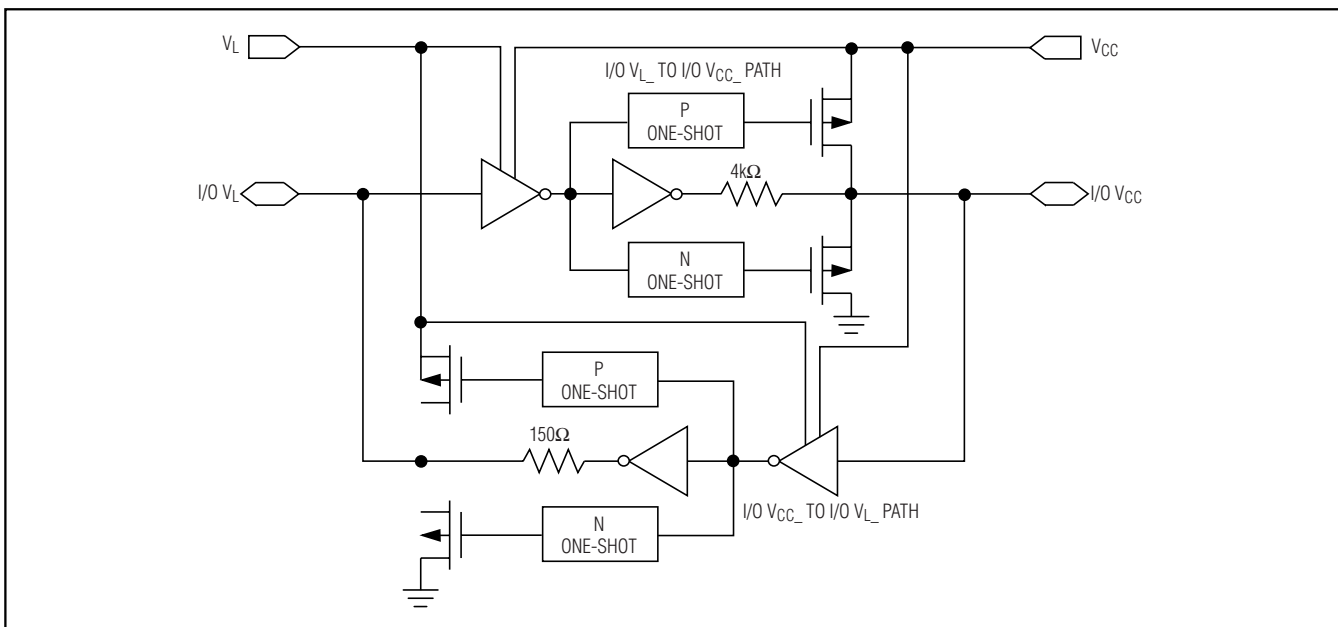 V_L
V_CC
I/O V_L_ TO I/O V_CC_ PATH
P
ONE-SHOT
I/O V_L
4kΩ
I/O V_CC
N
ONE-SHOT
P
ONE-SHOT
150Ω
I/O V_CC_ TO I/O V_L_ PATH
N
ONE-SHOT